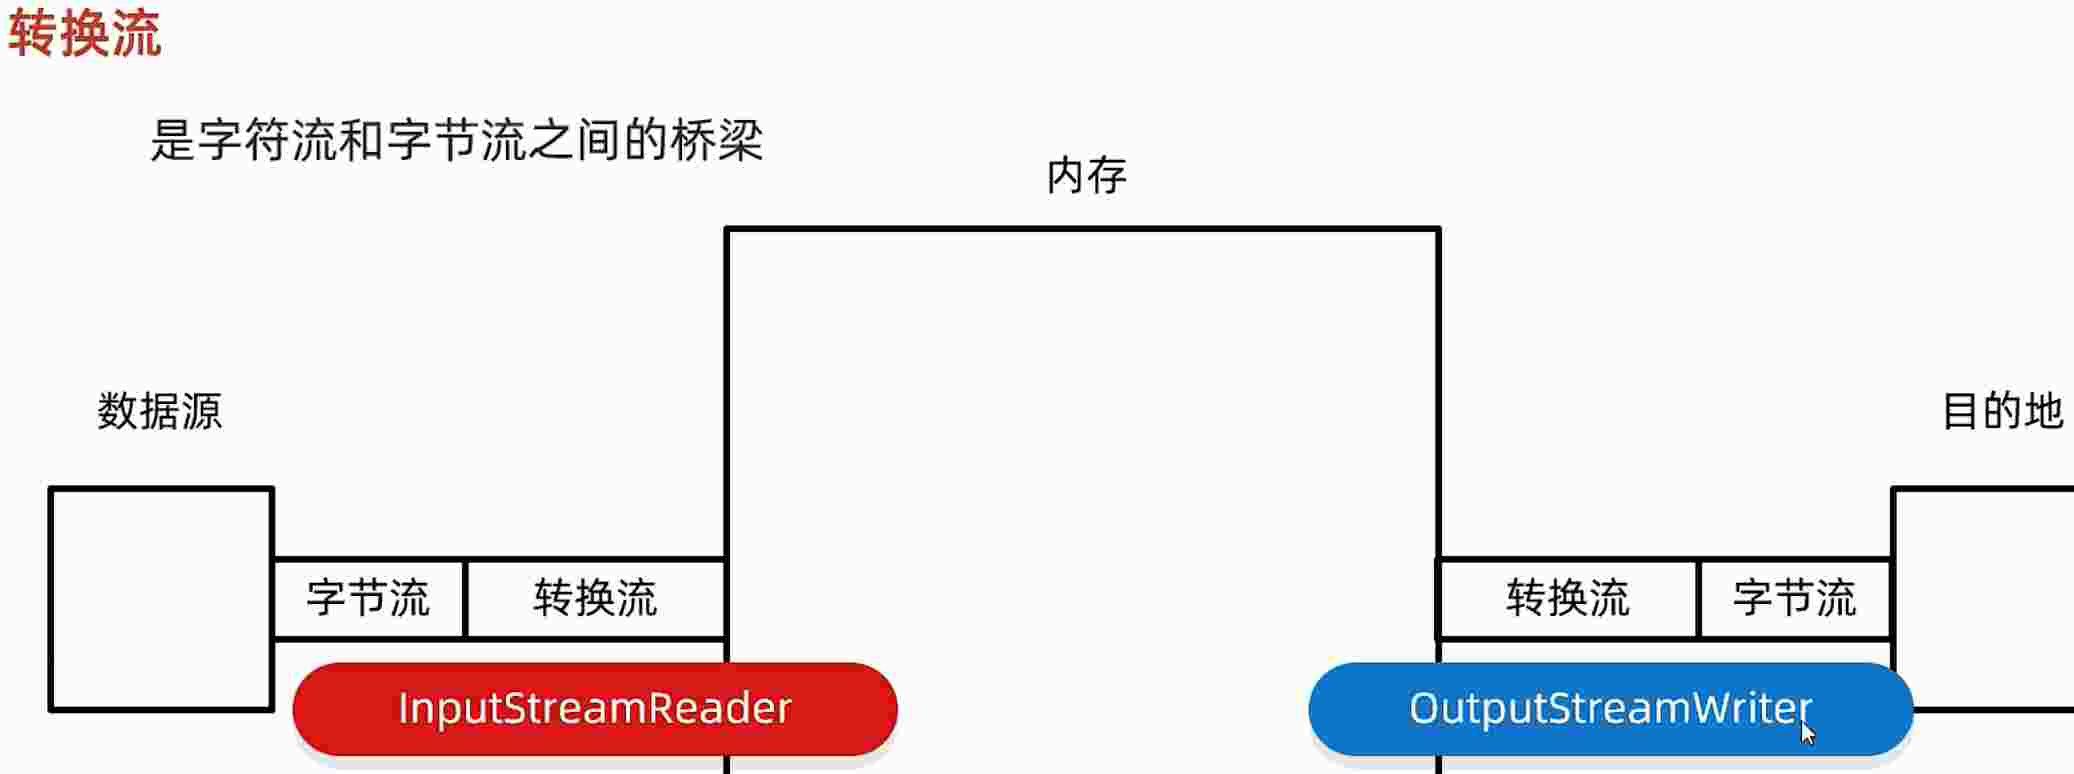 转换流
是字符流和字节流之间的桥梁
内存
数据源
目的地
字节流
转换流
转换流
字节流
InputStreamReader
OutputStreamWriter